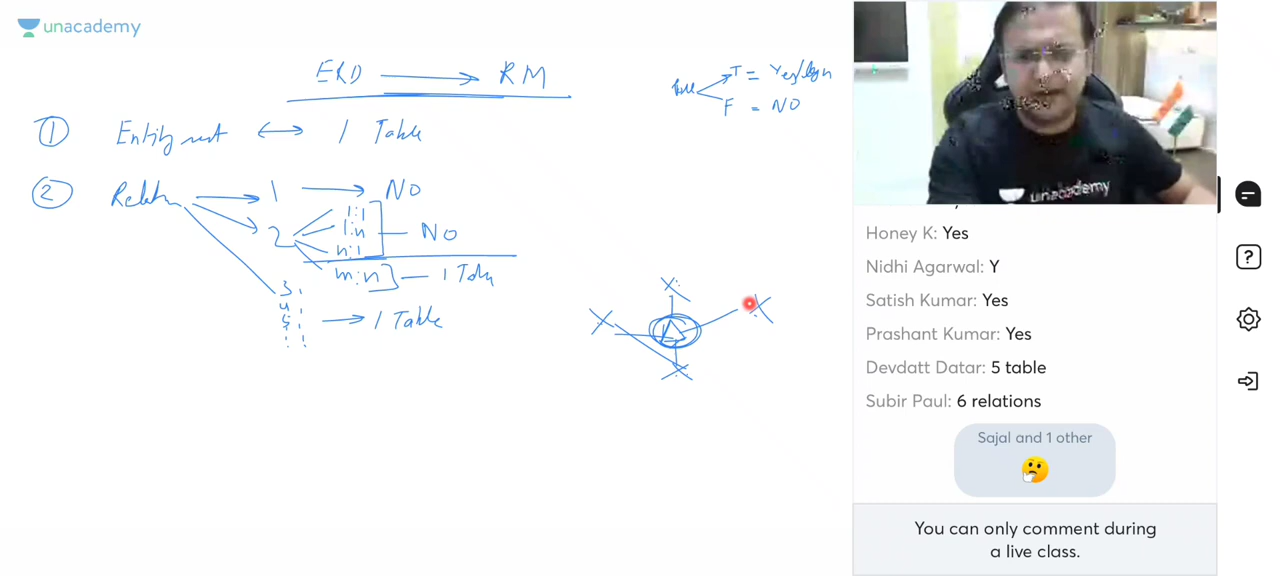 unacademy
ERD → RM
T = Yes
F = NO
① Entity set ↔ 1 Table
② Relatn → 1 → NO
2
1:1
1:n
n:1
NO
m:n
1 Table
3
4
5
→ 1 Table
unacademy
Honey K: Yes
Nidhi Agarwal: Y
Satish Kumar: Yes
Prashant Kumar: Yes
Devdatt Datar: 5 table
Subir Paul: 6 relations
Sajal and 1 other
🤔
You can only comment during
a live class.
?